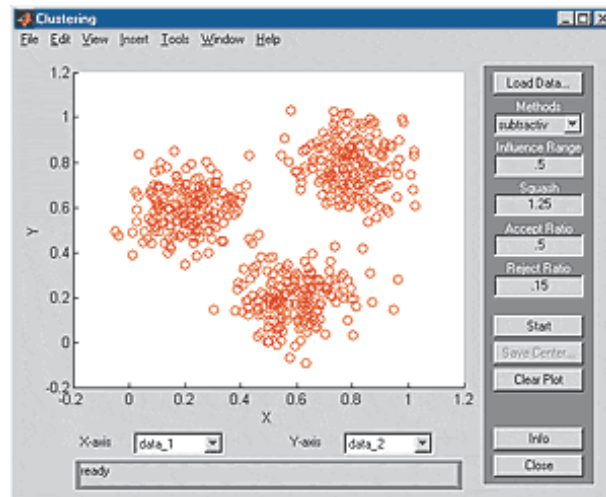 Clustering
File Edit View Insert Tools Window Help
1.2
1
0.8
0.6
0.4
0.2
0
-0.2
Y
-0.2 0 0.2 0.4 0.6 0.8 1 1.2
X
X-axis data_1 Y-axis data_2
ready
Load Data...
Methods
subtractiv
Influence Range
.5
Squash
1.25
Accept Ratio
.5
Reject Ratio
.15
Start
Save Center...
Clear Plot
Info
Close